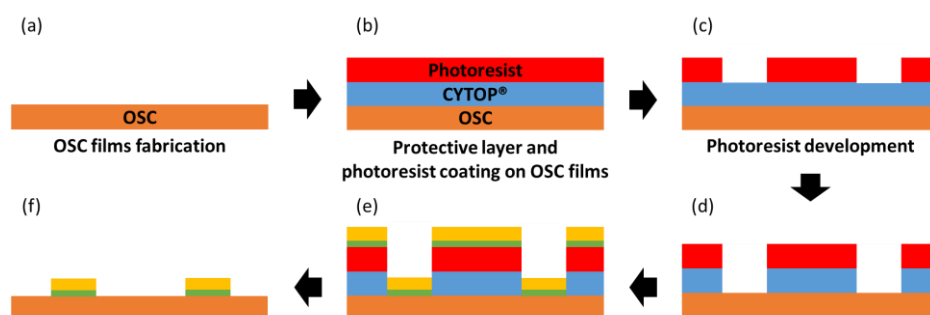 (a)
(b)
(c)
Photoresist
CYTOP®
OSC
OSC
OSC films fabrication
Protective layer and
photoresist coating on OSC films
Photoresist development
(f)
(e)
(d)